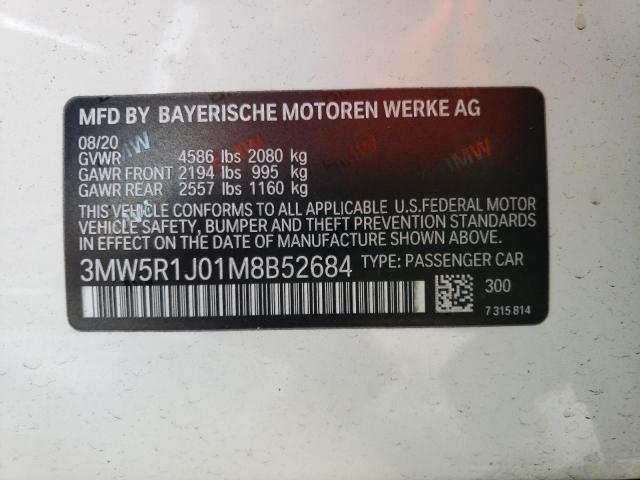 MFD BY BAYERISCHE MOTOREN WERKE AG
08/20
GVWR 4586 lbs 2080 kg
GAWR FRONT 2194 lbs 995 kg
GAWR REAR 2557 lbs 1160 kg
THIS VEHICLE CONFORMS TO ALL APPLICABLE U.S.FEDERAL MOTOR
VEHICLE SAFETY, BUMPER AND THEFT PREVENTION STANDARDS
IN EFFECT ON THE DATE OF MANUFACTURE SHOWN ABOVE.
3MW5R1J01M8B52684 TYPE: PASSENGER CAR
300
7 315 814